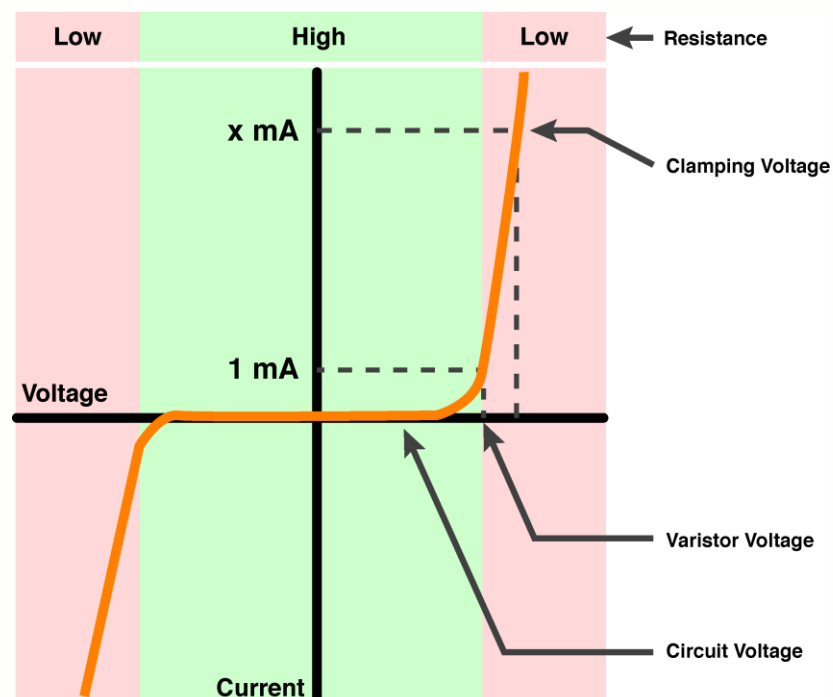 Low
High
Low
Resistance
x mA
Clamping Voltage
1 mA
Voltage
Varistor Voltage
Circuit Voltage
Current